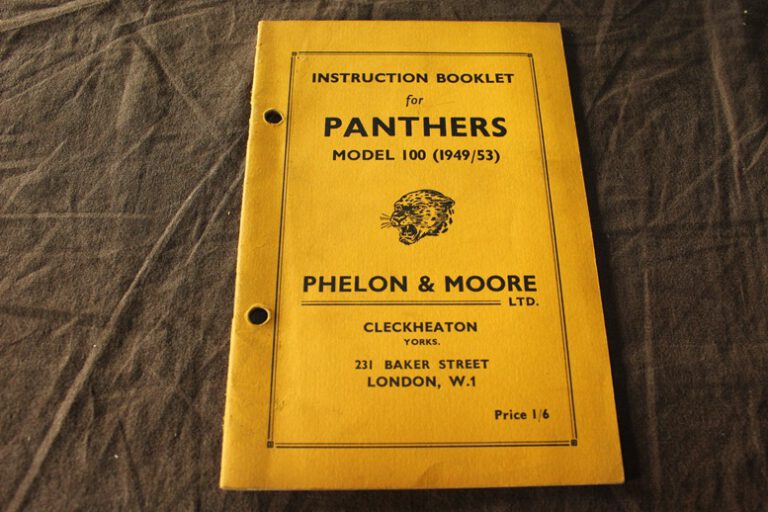 INSTRUCTION BOOKLET
for
PANTHERS
MODEL 100 (1949/53)
PHELON & MOORE
LTD.
CLECKHEATON
YORKS.
231 BAKER STREET
LONDON, W.1
Price 1/6